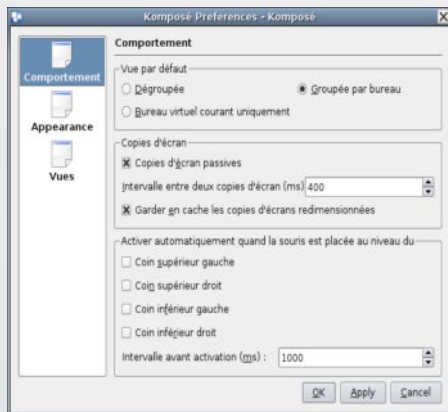 Komposé Preferences - Komposé
Comportement
Appearance
Vues
Comportement
Vue par défaut
Dégroupée
Groupée par bureau
Bureau virtuel courant uniquement
Copies d'écran
Copies d'écran passives
Intervalle entre deux copies d'écran (ms) 400
Garder en cache les copies d'écrans redimensionnées
Activer automatiquement quand la souris est placée au niveau du
Coin supérieur gauche
Coin supérieur droit
Coin inférieur gauche
Coin inférieur droit
Intervalle avant activation (ms) : 1000
OK Apply Cancel